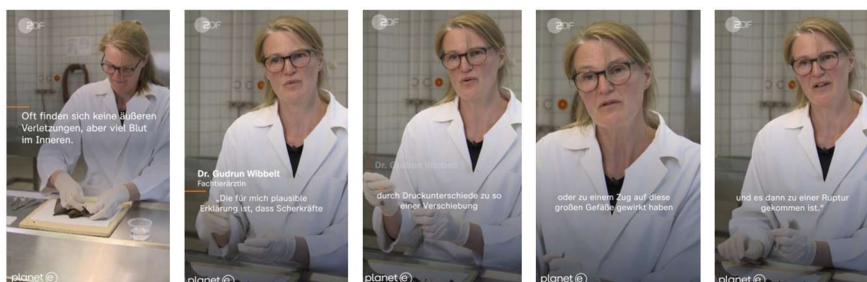 ZDF
Oft finden sich keine äußeren
Verletzungen, aber viel Blut
im Inneren.
planet e
ZDF
Dr. Gudrun Wibbelt
Fachtierärztin
„Die für mich plausible
Erklärung ist, dass Scherkräfte
planet e
ZDF
Dr. Gudrun Wibbelt
durch Druckunterschiede zu so
einer Verschiebung
planet e
ZDF
oder zu einem Zug auf diese
großen Gefäße gewirkt haben
planet e
ZDF
und es dann zu einer Ruptur
gekommen ist.“
planet e